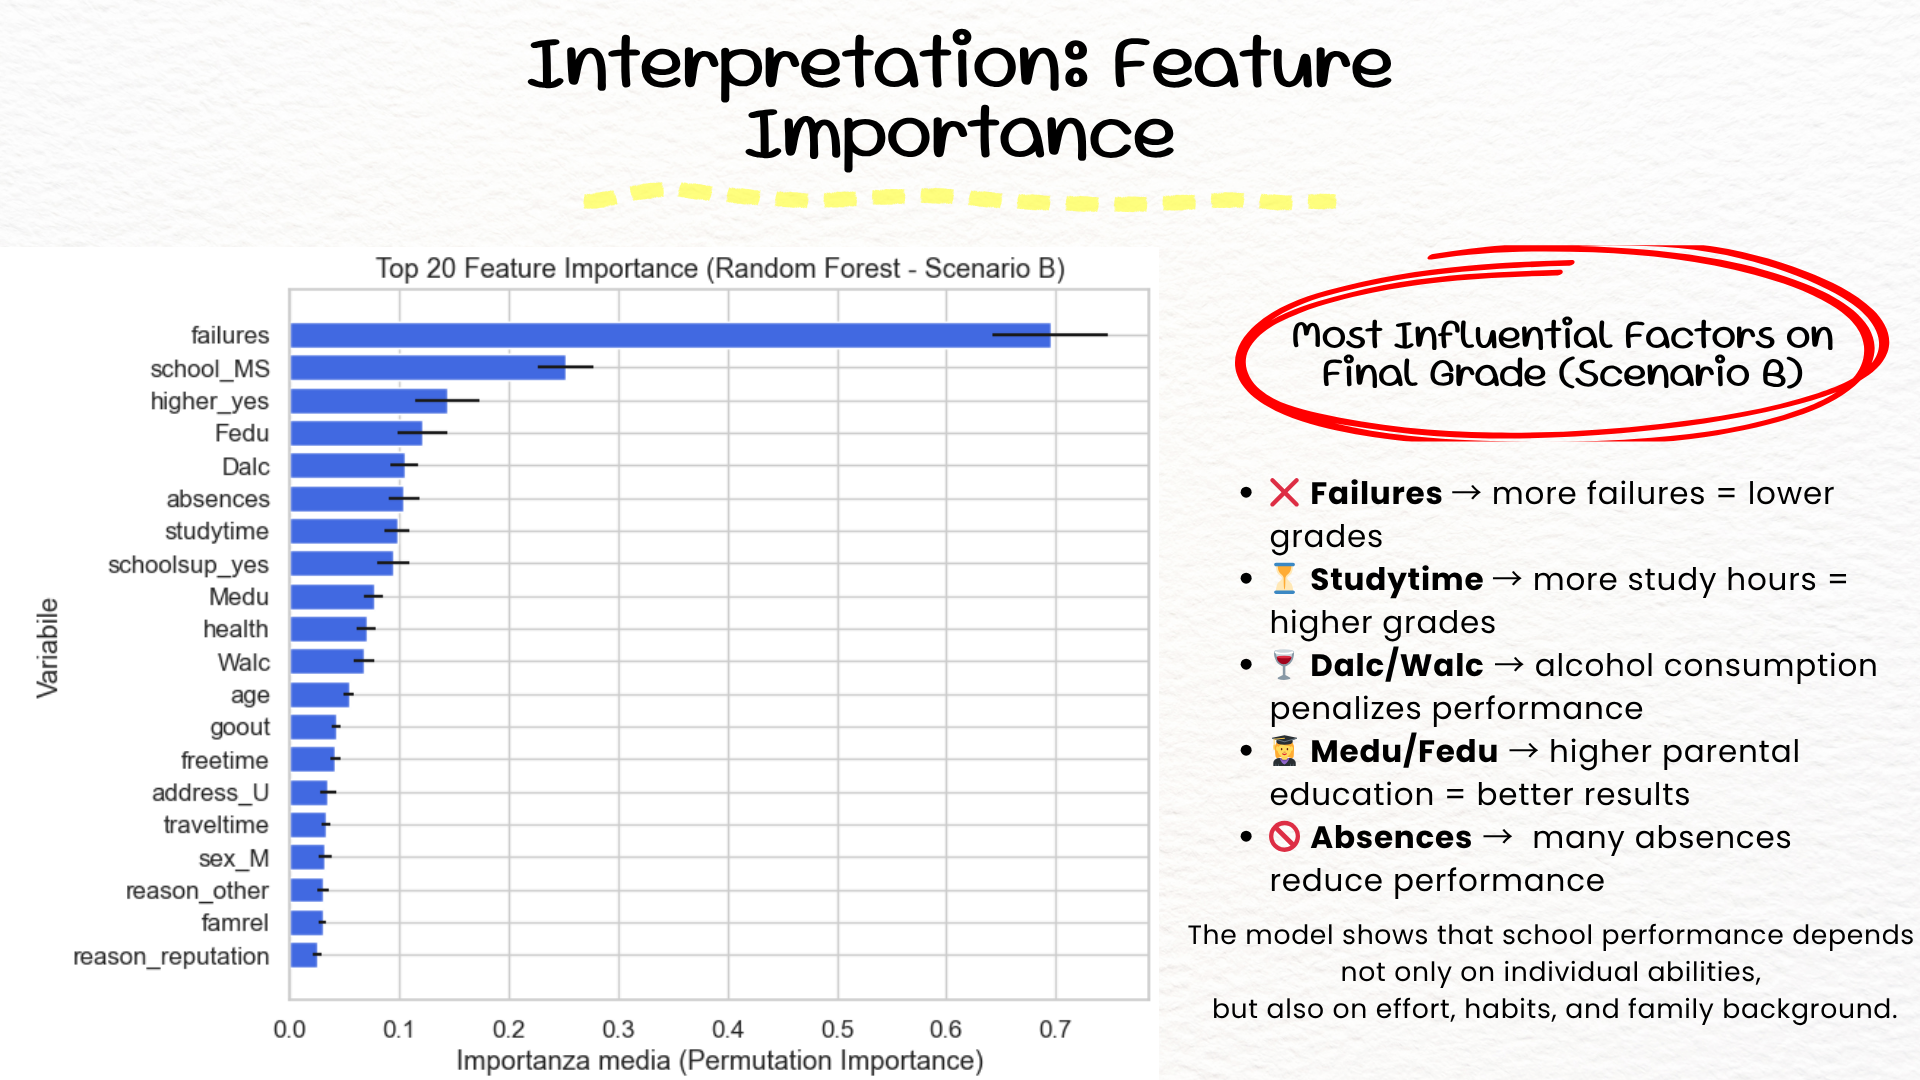 Interpretation: Feature
Importance
Top 20 Feature Importance (Random Forest - Scenario B)
Variabile
failures
school_MS
higher_yes
Fedu
Dalc
absences
studytime
schoolsup_yes
Medu
health
Walc
age
goout
freetime
address_U
traveltime
sex_M
reason_other
famrel
reason_reputation
0.0 0.1 0.2 0.3 0.4 0.5 0.6 0.7
Importanza media (Permutation Importance)
Most Influential Factors on
Final Grade (Scenario B)
• ❌ Failures → more failures = lower
grades
• ⏳ Studytime → more study hours =
higher grades
• 🍷 Dalc/Walc → alcohol consumption
penalizes performance
• 👩‍🎓 Medu/Fedu → higher parental
education = better results
• 🚫 Absences → many absences
reduce performance
The model shows that school performance depends
not only on individual abilities,
but also on effort, habits, and family background.